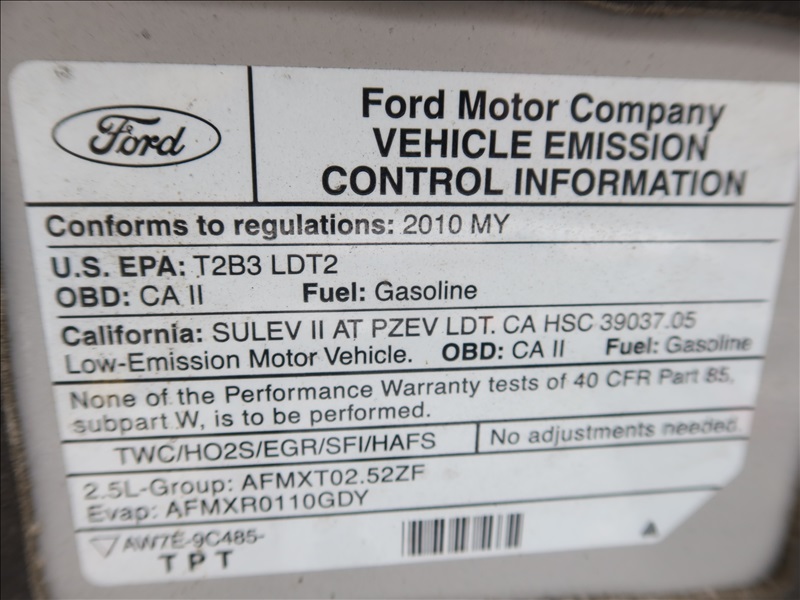 Ford
Ford Motor Company
VEHICLE EMISSION
CONTROL INFORMATION
Conforms to regulations: 2010 MY
U.S. EPA: T2B3 LDT2
OBD: CA II Fuel: Gasoline
California: SULEV II AT PZEV LDT. CA HSC 39037.05
Low-Emission Motor Vehicle. OBD: CA II Fuel: Gasoline
None of the Performance Warranty tests of 40 CFR Part 85,
subpart W, is to be performed.
TWC/HO2S/EGR/SFI/HAFS No adjustments needed.
2.5L-Group: AFMXT02.52ZF
Evap: AFMXR0110GDY
AW7E-9C485-
TPT